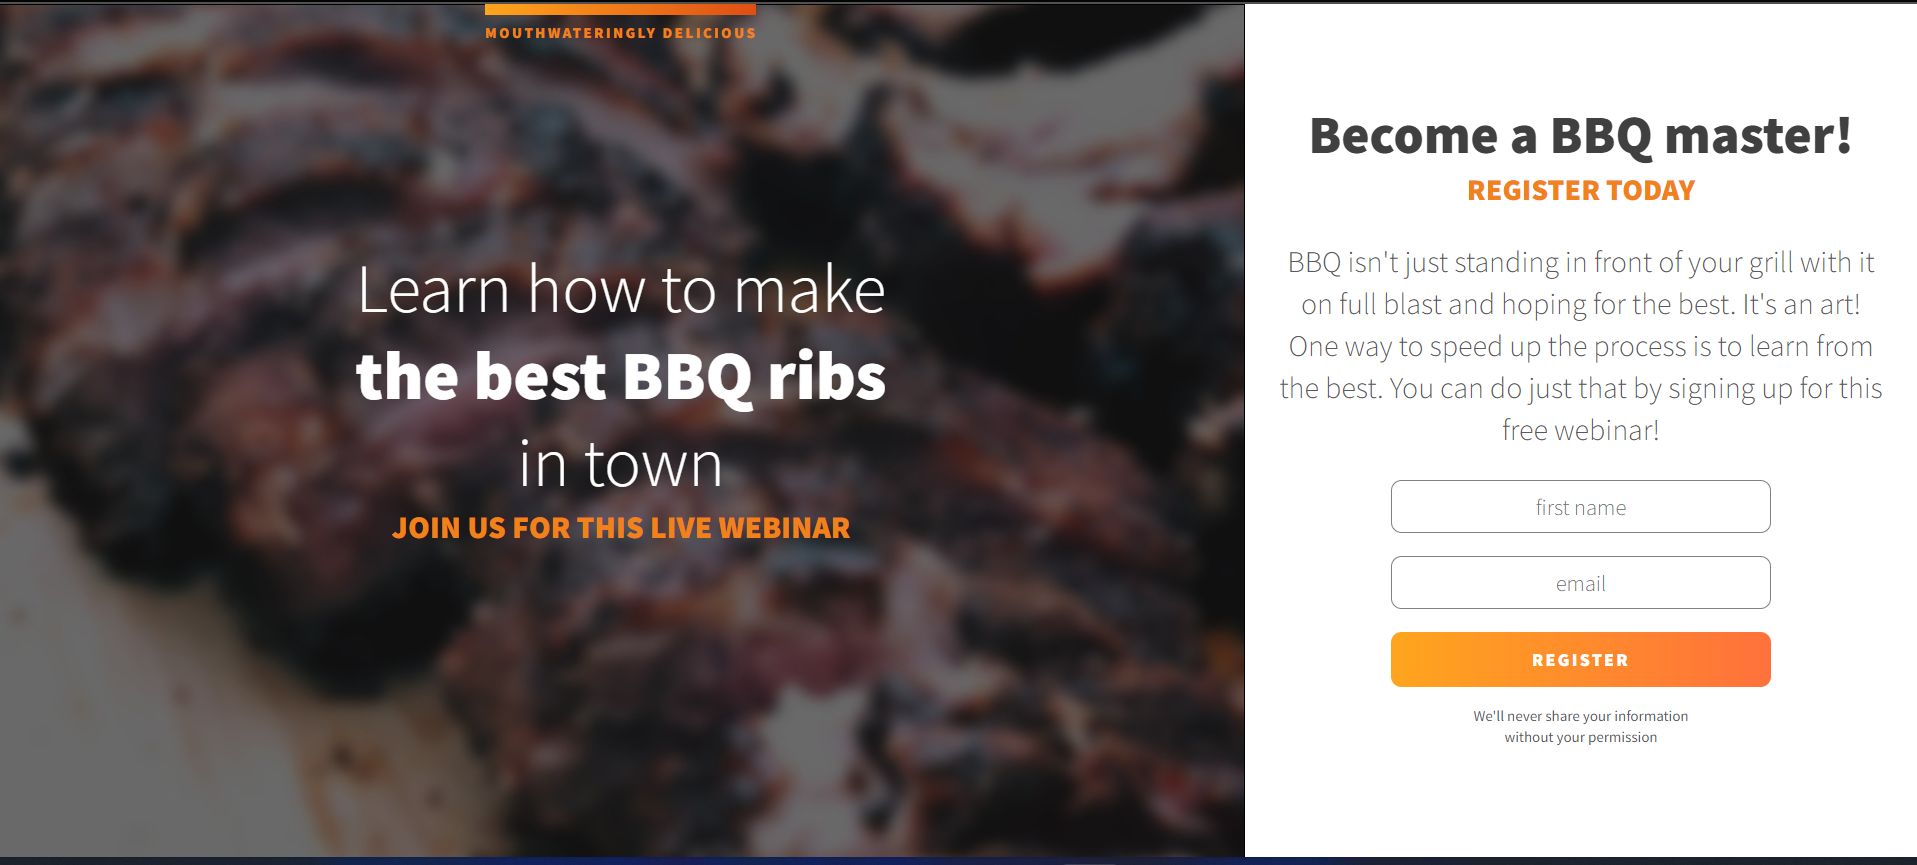 MOUTHWATERINGLY DELICIOUS
Learn how to make
the best BBQ ribs
in town
JOIN US FOR THIS LIVE WEBINAR
Become a BBQ master!
REGISTER TODAY
BBQ isn't just standing in front of your grill with it
on full blast and hoping for the best. It's an art!
One way to speed up the process is to learn from
the best. You can do just that by signing up for this
free webinar!
first name
email
REGISTER
We'll never share your information
without your permission